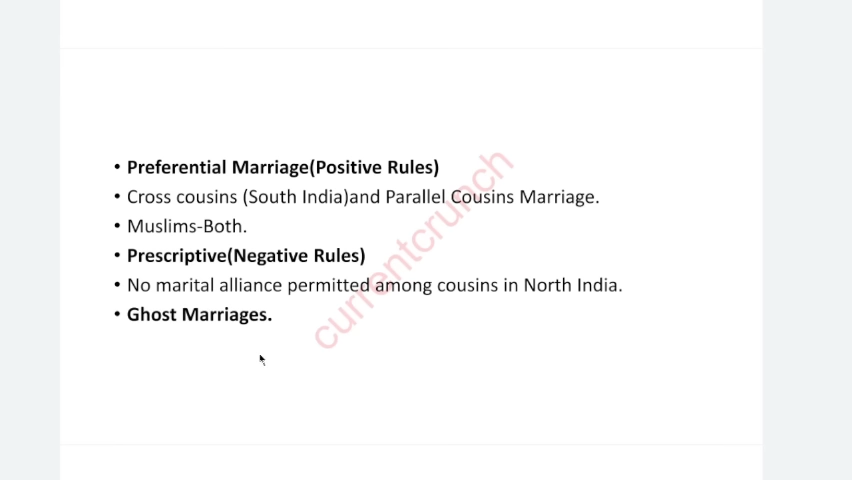 • Preferential Marriage(Positive Rules)
• Cross cousins (South India)and Parallel Cousins Marriage.
• Muslims-Both.
• Prescriptive(Negative Rules)
• No marital alliance permitted among cousins in North India.
• Ghost Marriages.
currentcrunch